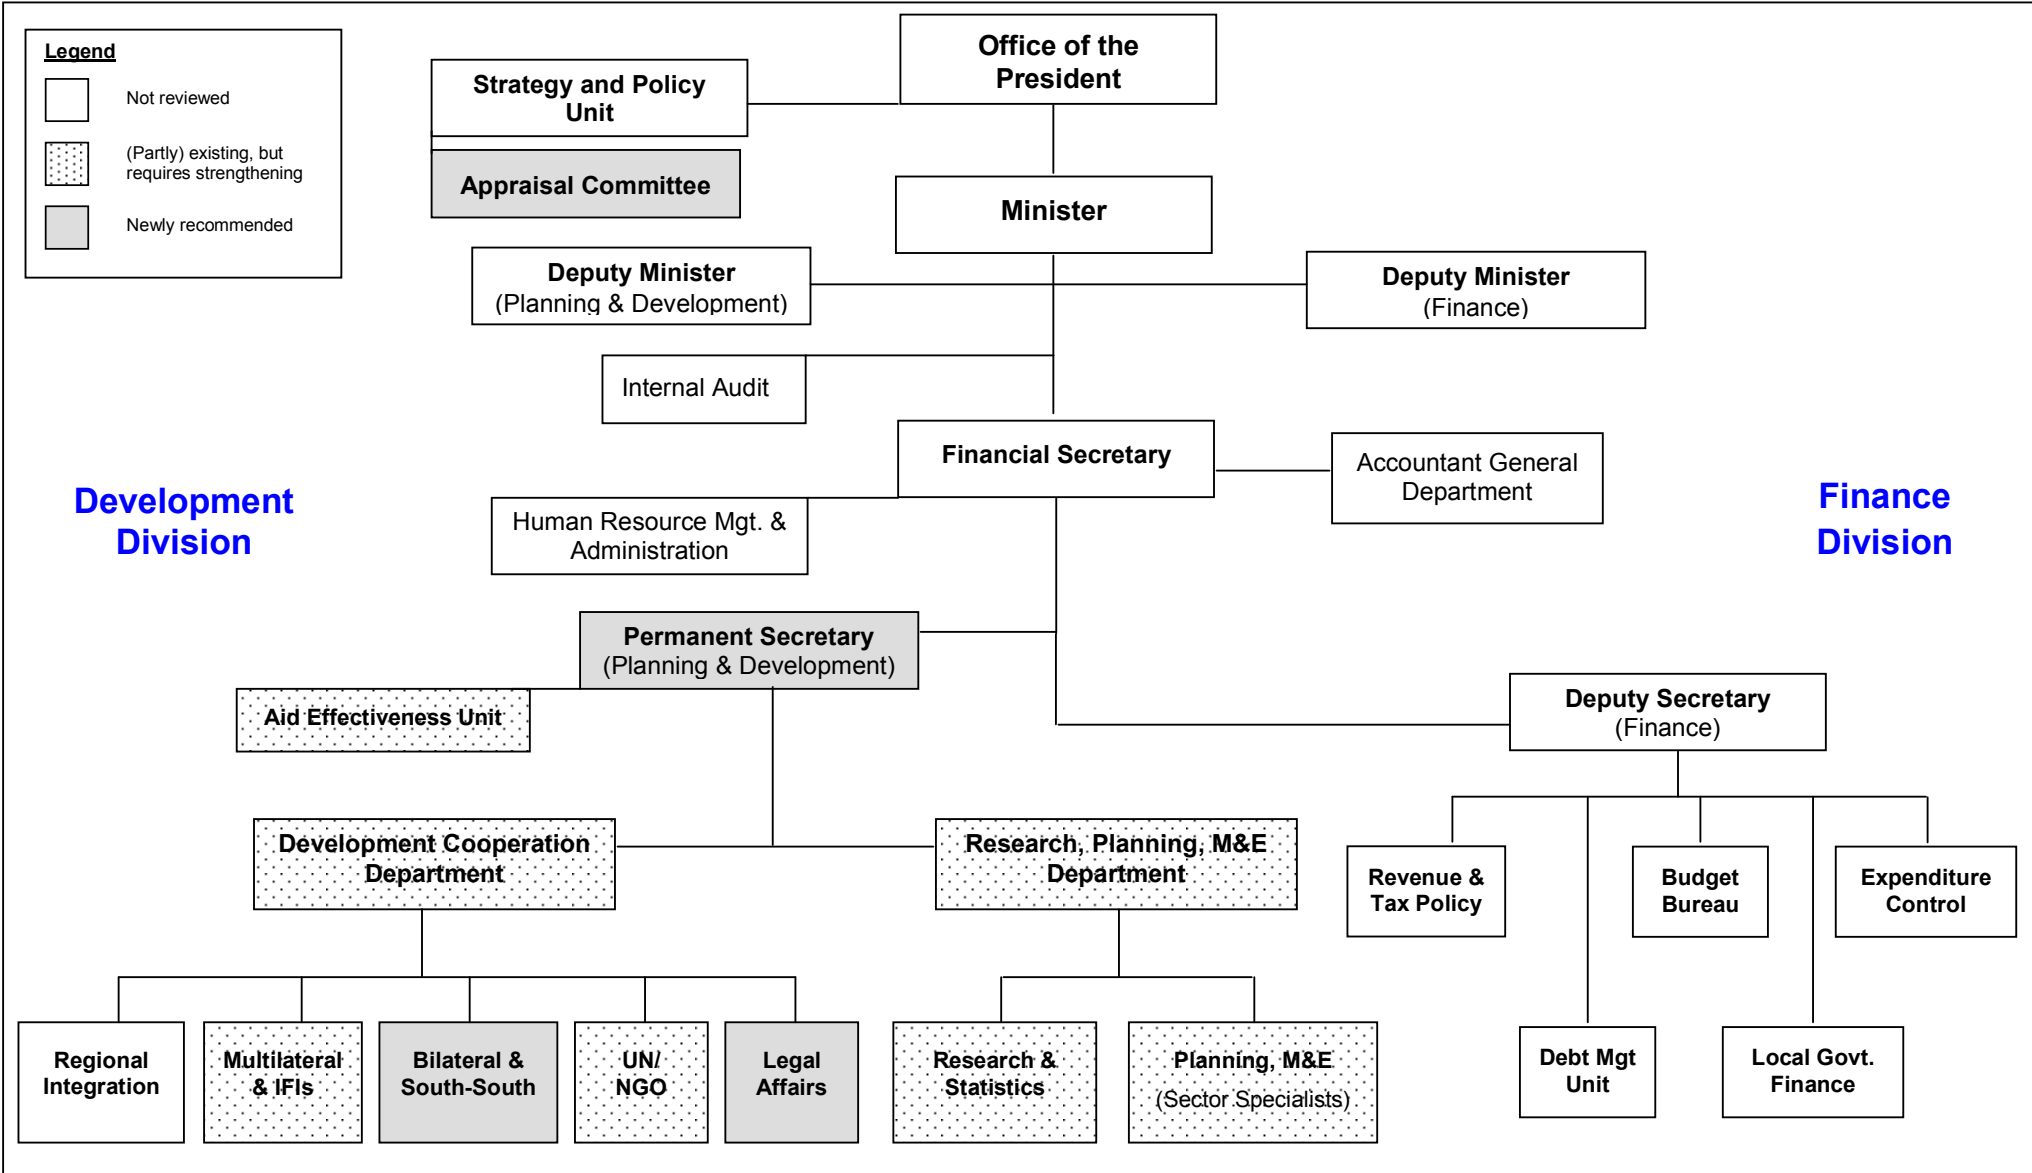 Legend
Not reviewed
(Partly) existing, but
requires strengthening
Newly recommended
Office of the
President
Strategy and Policy
Unit
Appraisal Committee
Minister
Deputy Minister
(Planning & Development)
Deputy Minister
(Finance)
Internal Audit
Financial Secretary
Accountant General
Department
Development
Division
Finance
Division
Human Resource Mgt. &
Administration
Permanent Secretary
(Planning & Development)
Aid Effectiveness Unit
Deputy Secretary
(Finance)
Development Cooperation
Department
Research, Planning, M&E
Department
Revenue &
Tax Policy
Budget
Bureau
Expenditure
Control
Regional
Integration
Multilateral
& IFIs
Bilateral &
South-South
UN/
NGO
Legal
Affairs
Research &
Statistics
Planning, M&E
(Sector Specialists)
Debt Mgt
Unit
Local Govt.
Finance